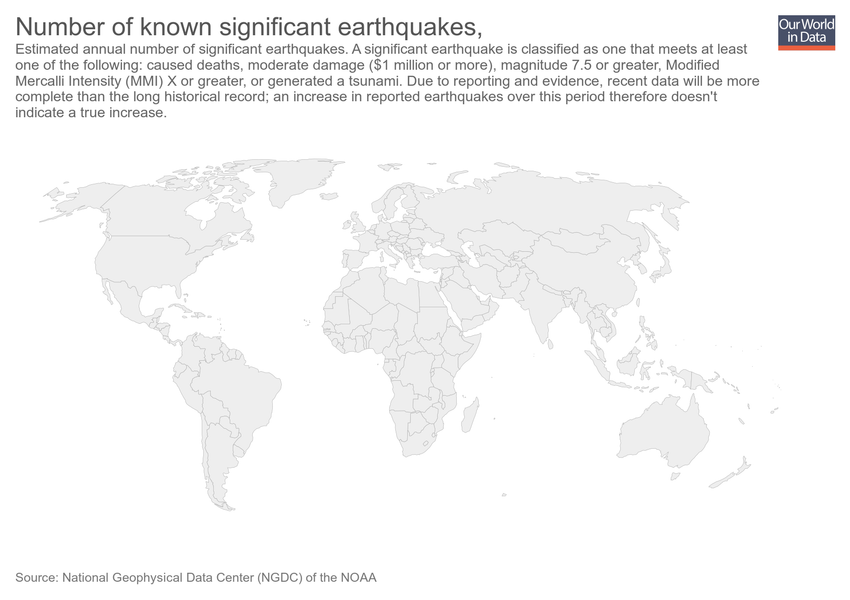 Number of known significant earthquakes,
Our World
in Data
Estimated annual number of significant earthquakes. A significant earthquake is classified as one that meets at least
one of the following: caused deaths, moderate damage ($1 million or more), magnitude 7.5 or greater, Modified
Mercalli Intensity (MMI) X or greater, or generated a tsunami. Due to reporting and evidence, recent data will be more
complete than the long historical record; an increase in reported earthquakes over this period therefore doesn't
indicate a true increase.
Source: National Geophysical Data Center (NGDC) of the NOAA